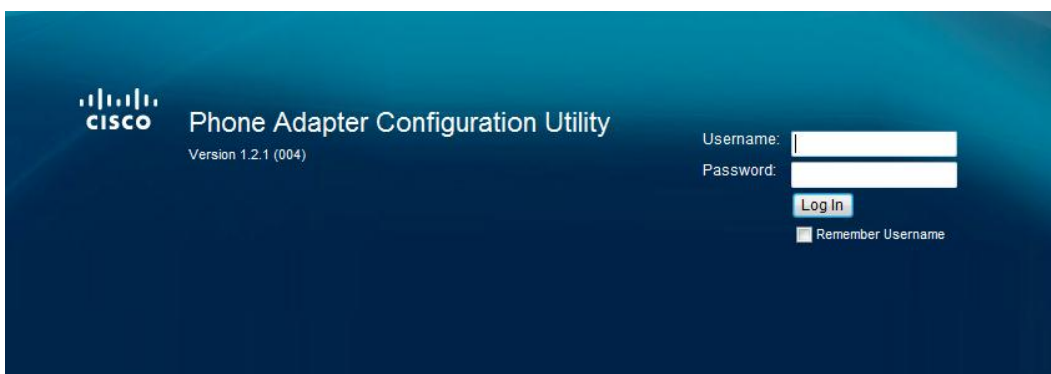 CISCO
Phone Adapter Configuration Utility
Version 1.2.1 (004)
Username:
Password:
Log In
Remember Username